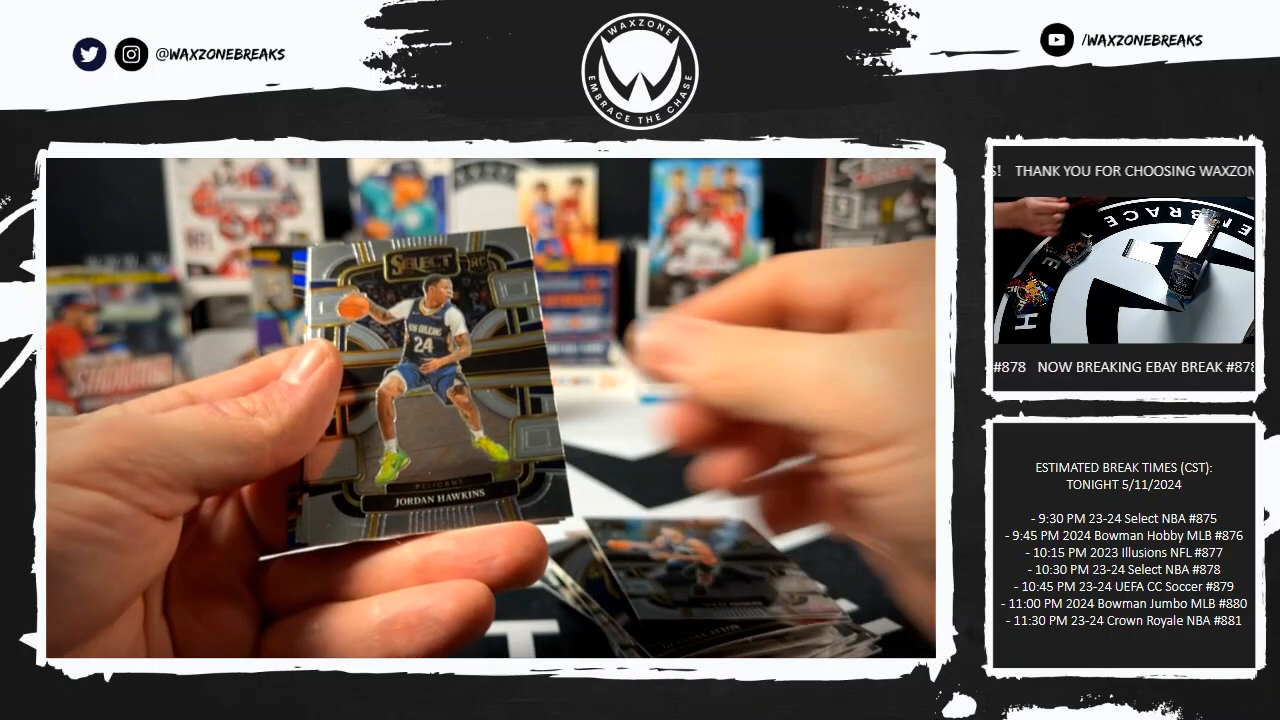 @WAXZONEBREAKS
WAXZONE
EMBRACE THE CHASE
/WAXZONEBREAKS
S! THANK YOU FOR CHOOSING WAXZON
BRACE
#878 NOW BREAKING EBAY BREAK #878
SELECT
RC
NEW ORLEANS
24
PELICANS
JORDAN HAWKINS
ESTIMATED BREAK TIMES (CST):
TONIGHT 5/11/2024
- 9:30 PM 23-24 Select NBA #875
- 9:45 PM 2024 Bowman Hobby MLB #876
- 10:15 PM 2023 Illusions NFL #877
- 10:30 PM 23-24 Select NBA #878
- 10:45 PM 23-24 UEFA CC Soccer #879
- 11:00 PM 2024 Bowman Jumbo MLB #880
- 11:30 PM 23-24 Crown Royale NBA #881